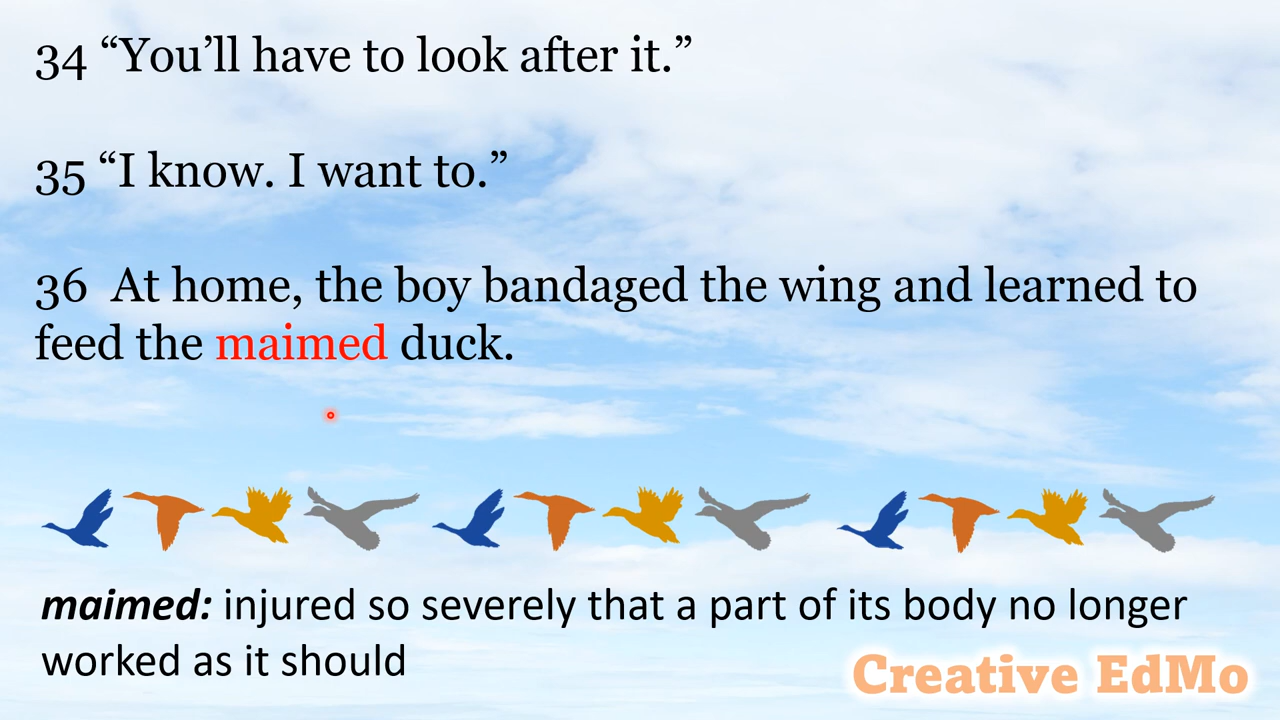 34 “You’ll have to look after it.”
35 “I know. I want to.”
36  At home, the boy bandaged the wing and learned to
feed the maimed duck.
maimed: injured so severely that a part of its body no longer
worked as it should
Creative EdMo